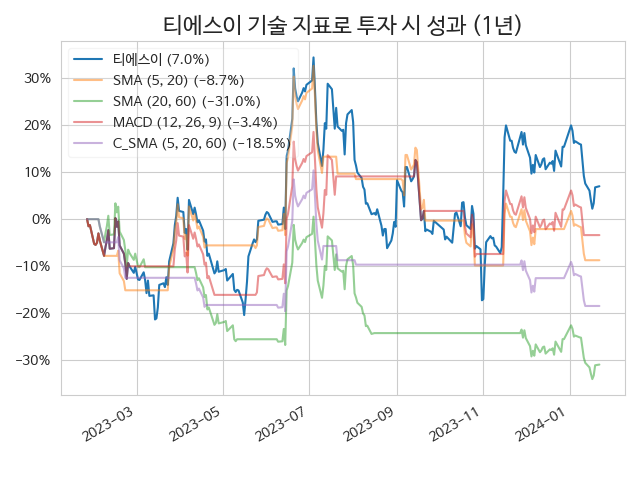 티에스이 기술 지표로 투자 시 성과 (1년)
티에스이 (7.0%)
SMA (5, 20) (−8.7%)
SMA (20, 60) (−31.0%)
MACD (12, 26, 9) (−3.4%)
C_SMA (5, 20, 60) (−18.5%)
30%
20%
10%
0%
−10%
−20%
−30%
2023−03
2023−05
2023−07
2023−09
2023−11
2024−01